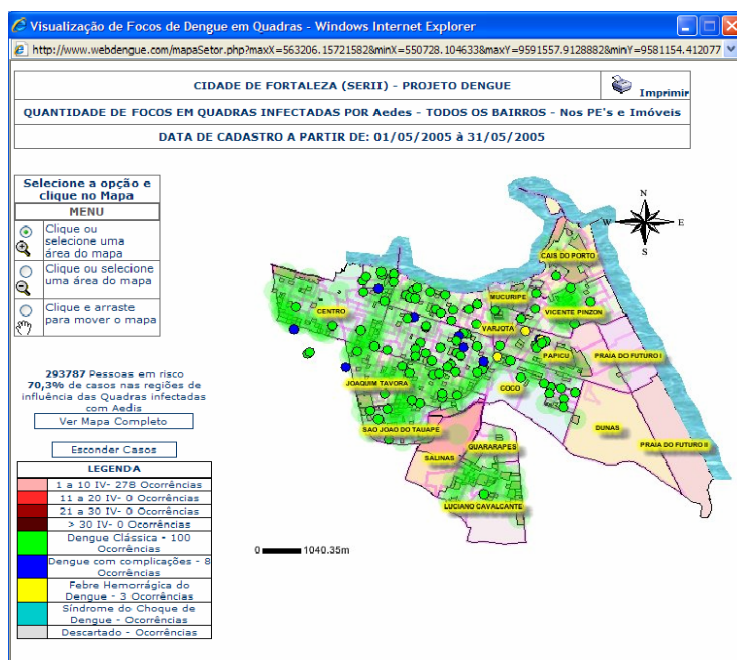 Visualização de Focos de Dengue em Quadras - Windows Internet Explorer
http://www.webdengue.com/mapaSetor.php?maxX=563206.15721582&minX=550728.104633&maxY=9591557.9128882&minY=9581154.412077
CIDADE DE FORTALEZA (SERII) - PROJETO DENGUE
Imprimir
QUANTIDADE DE FOCOS EM QUADRAS INFECTADAS POR Aedes - TODOS OS BAIRROS - Nos PE's e Imóveis
DATA DE CADASTRO A PARTIR DE: 01/05/2005 à 31/05/2005
Selecione a opção e
clique no Mapa
MENU
Clique ou
selecione uma
área do mapa
Clique ou selecione
uma área do mapa
Clique e arraste
para mover o mapa
293787 Pessoas em risco
70,3% de casos nas regiões de
influência das Quadras infectadas
com Aedis
Ver Mapa Completo
Esconder Casos
LEGENDA
1 a 10 IV- 278 Ocorrências
11 a 20 IV- 0 Ocorrências
21 a 30 IV- 0 Ocorrências
> 30 IV- 0 Ocorrências
Dengue Clássica - 100
Ocorrências
Dengue com complicações - 8
Ocorrências
Febre Hemorrágica do
Dengue - 3 Ocorrências
Síndrome do Choque de
Dengue - Ocorrências
Descartado - Ocorrências
N
W
E
S
CAIS DO PORTO
MUCURIPE
CENTRO
VICENTE PINZON
VARJOTA
PAPICU
PRAIA DO FUTURO I
JOAQUIM TAVORA
COCO
SAO JOAO DO TAUAPE
DUNAS
GUARARAPES
PRAIA DO FUTURO II
SALINAS
LUCIANO CAVALCANTE
0
1040.35m